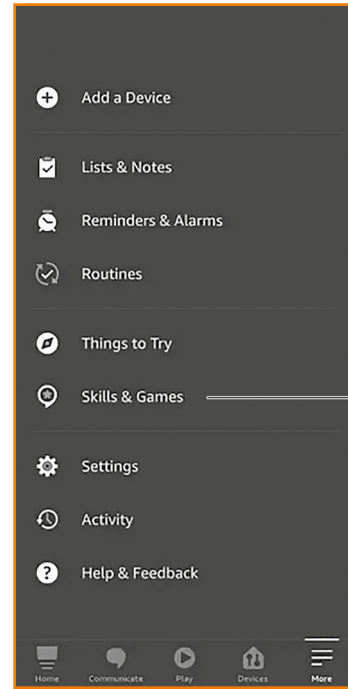 Add a Device
Lists & Notes
Reminders & Alarms
Routines
Things to Try
Skills & Games
Settings
Activity
Help & Feedback
Home Communicate Play Devices More